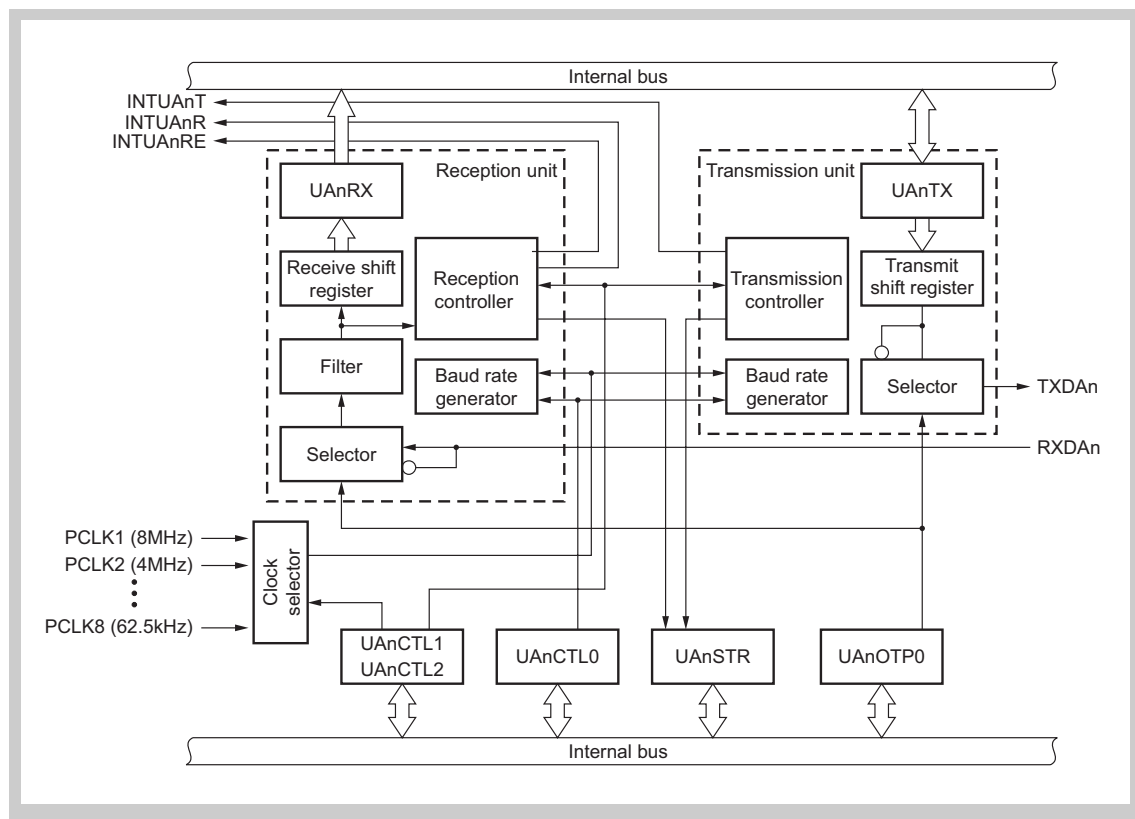 Internal bus
INTUAnT
INTUAnR
INTUAnRE
Reception unit
Transmission unit
UAnRX
UAnTX
Receive shift
register
Reception
controller
Transmission
controller
Transmit
shift register
Filter
Baud rate
generator
Baud rate
generator
Selector
TXDAn
Selector
RXDAn
PCLK1 (8MHz)
PCLK2 (4MHz)
PCLK8 (62.5kHz)
Clock
selector
UAnCTL1
UAnCTL2
UAnCTL0
UAnSTR
UAnOTP0
Internal bus